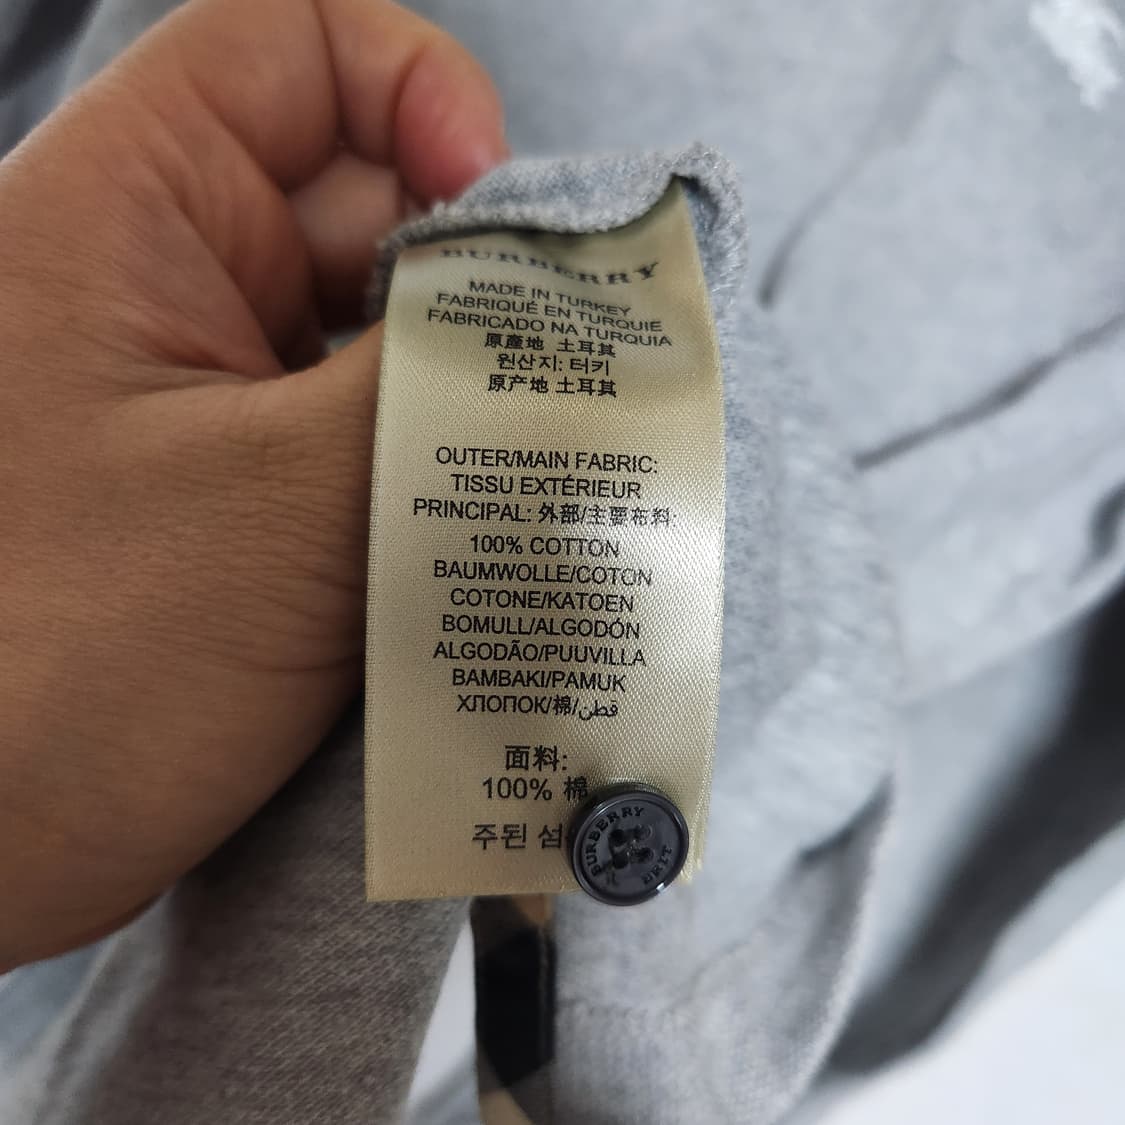 BURBERRY
MADE IN TURKEY
FABRIQUÉ EN TURQUIE
FABRICADO NA TURQUIA
原產地 土耳其
원산지: 터키
原产地 土耳其
OUTER/MAIN FABRIC:
TISSU EXTÉRIEUR
PRINCIPAL: 外部/主要布料:
100% COTTON
BAUMWOLLE/COTON
COTONE/KATOEN
BOMULL/ALGODÓN
ALGODÃO/PUUVILLA
BAMBAKI/PAMUK
ХЛОПОК/棉/قطن
面料:
100% 棉
주된
BURBERRY
BRIT